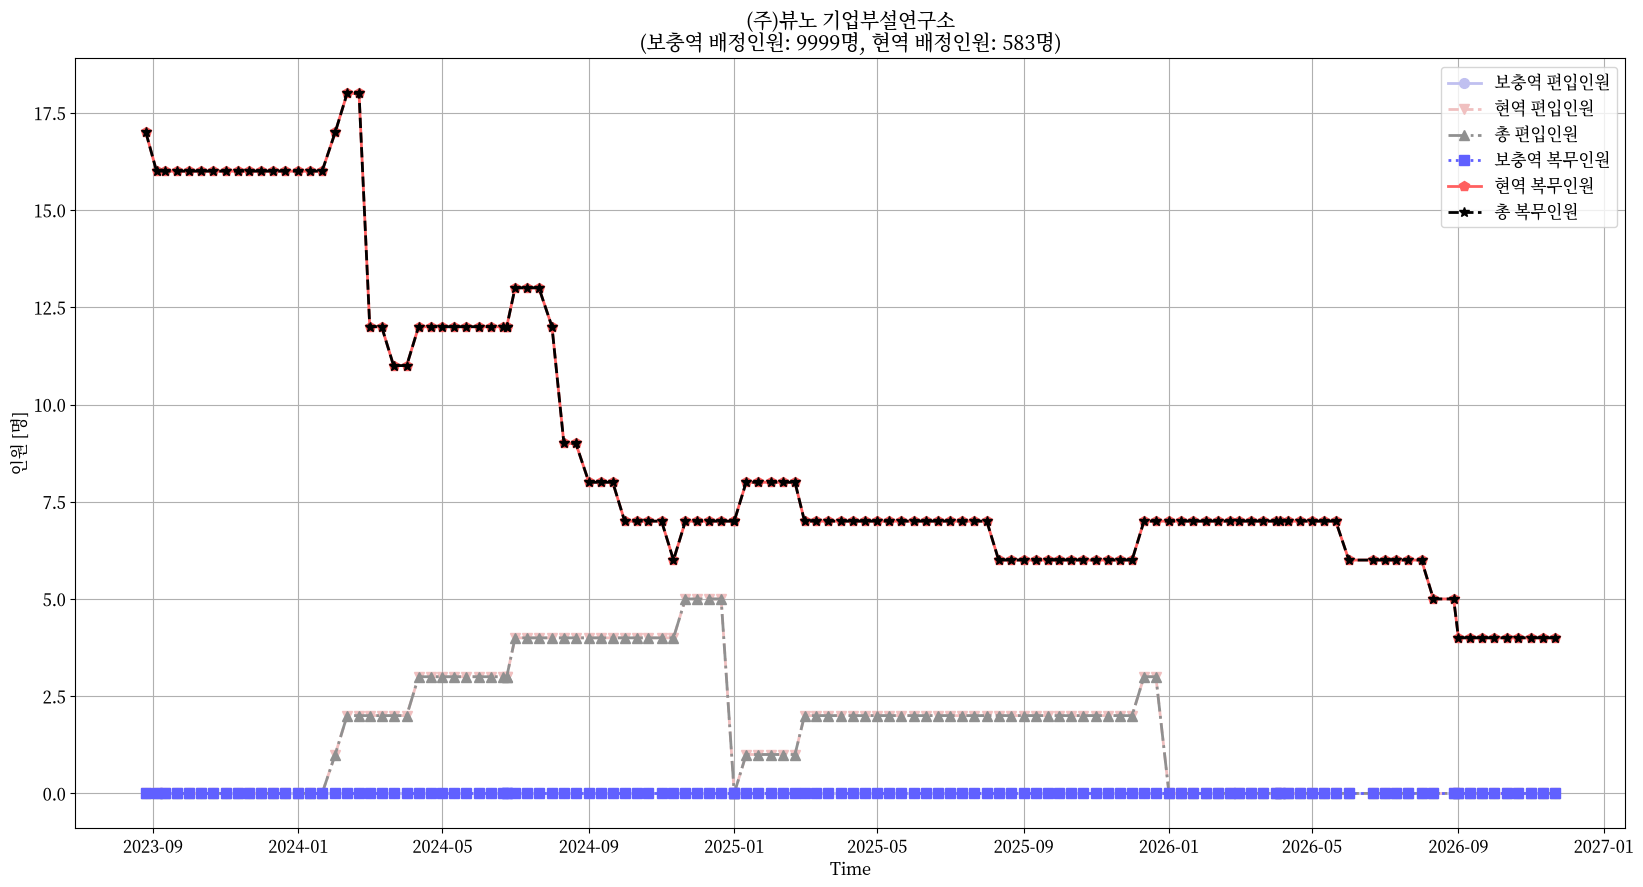 (주)뷰노 기업부설연구소
(보충역 배정인원: 9999명, 현역 배정인원: 583명)
보충역 편입인원
현역 편입인원
총 편입인원
보충역 복무인원
현역 복무인원
총 복무인원
인원 [명]
17.5
15.0
12.5
10.0
7.5
5.0
2.5
0.0
2023-09 2024-01 2024-05 2024-09 2025-01 2025-05 2025-09 2026-01 2026-05 2026-09 2027-01
Time